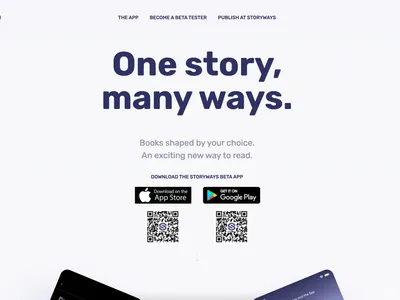 THE APP BECOME A BETA TESTER PUBLISH AT STORYWAYS
One story,
many ways.
Books shaped by your choice.
An exciting new way to read.
DOWNLOAD THE STORYWAYS BETA APP
Download on the
App Store
GET IT ON
Google Play